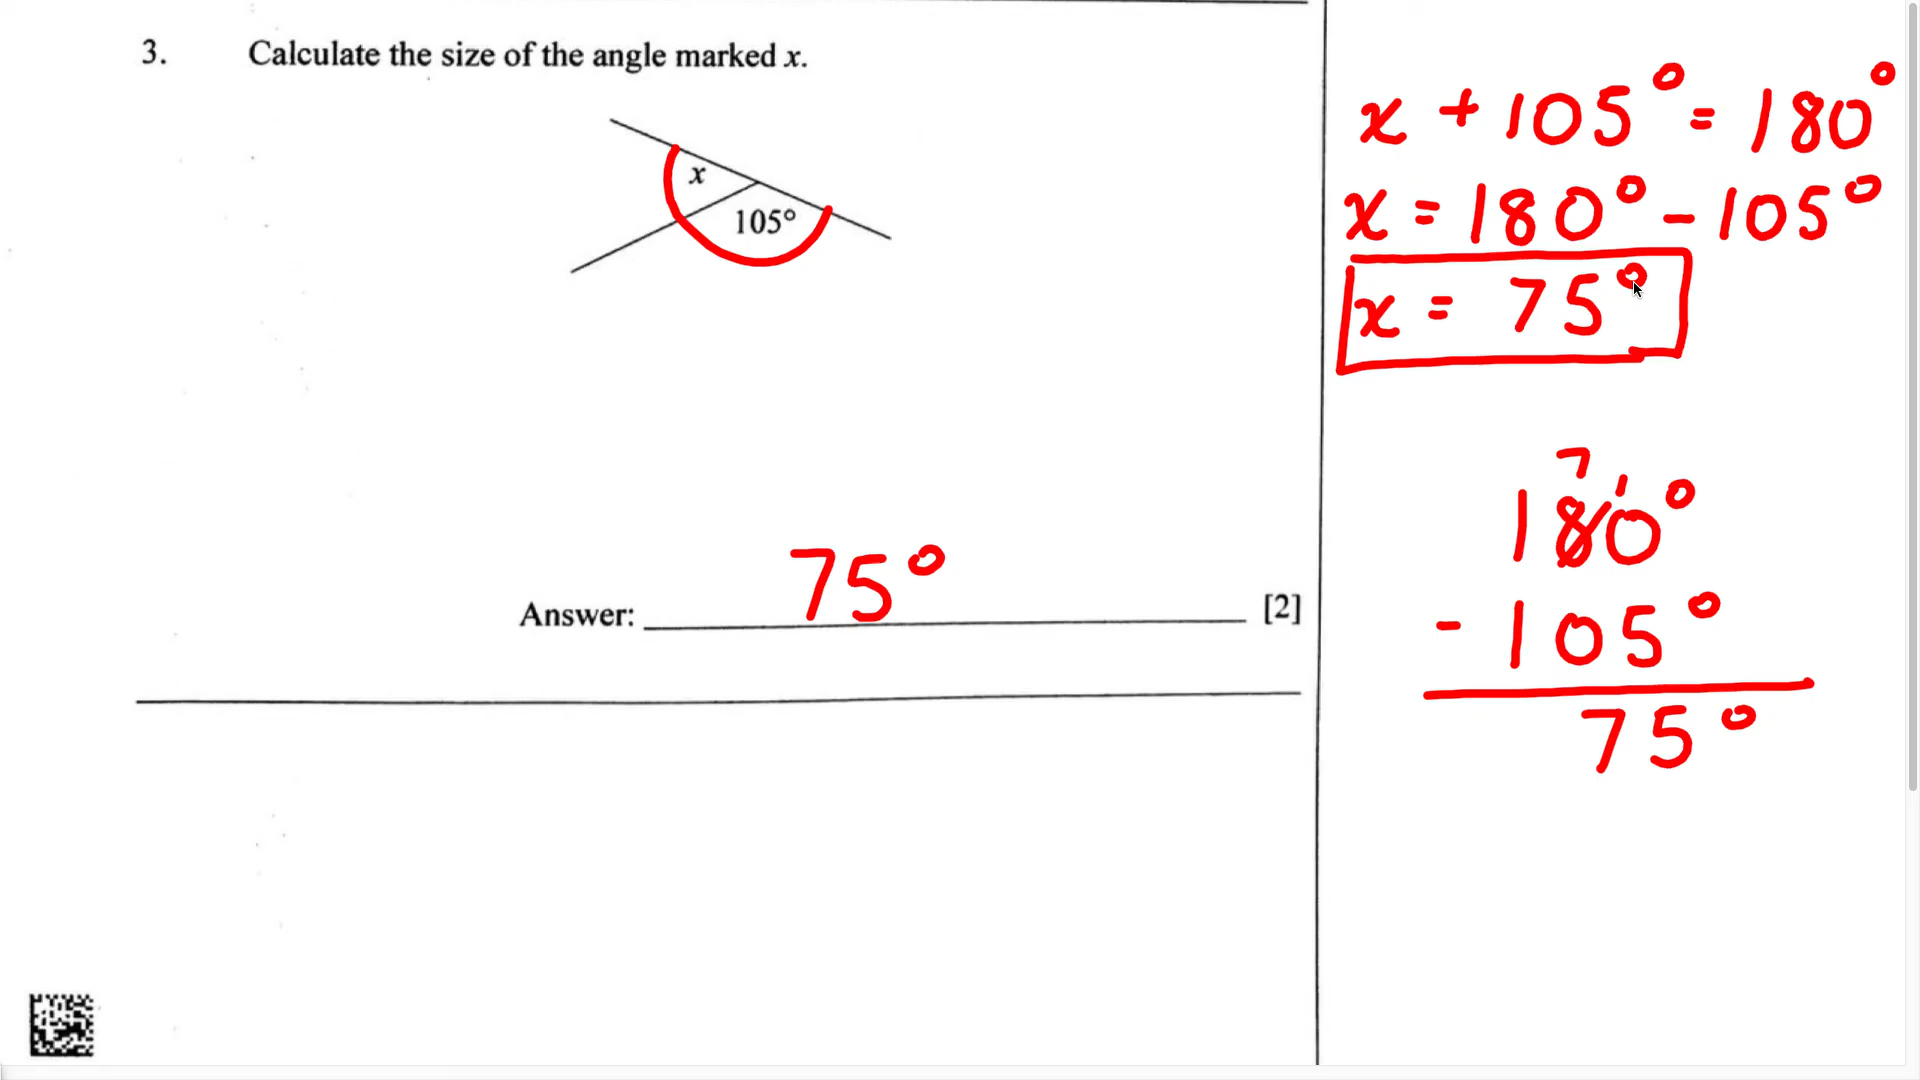 3. Calculate the size of the angle marked x.
x
105°
Answer: 75° [2]
x + 105° = 180°
x = 180° - 105°
x = 75°
7 1
180°
- 105°
75°